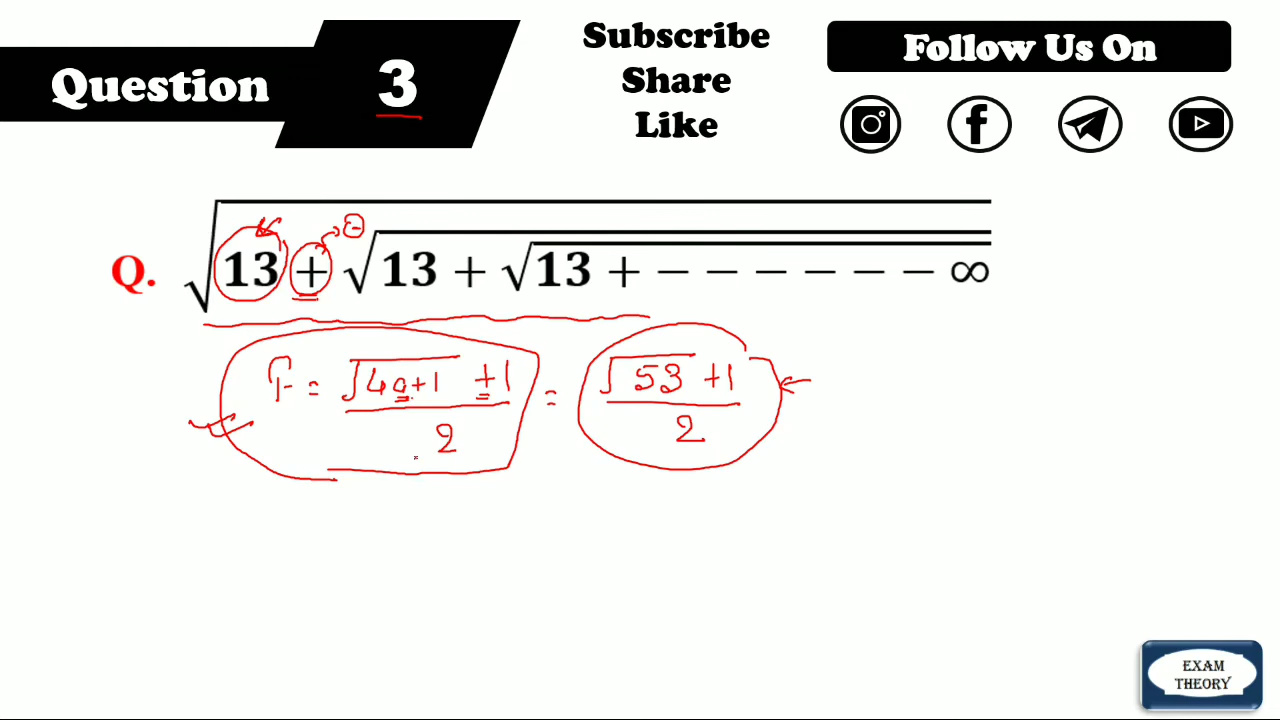 Question 3
Subscribe
Share
Like
Follow Us On
Q. √13 + √13 + √13 + − − − − − − − ∞
⊖
= √4a+1 ± 1 / 2 = √53 + 1 / 2
EXAM
THEORY